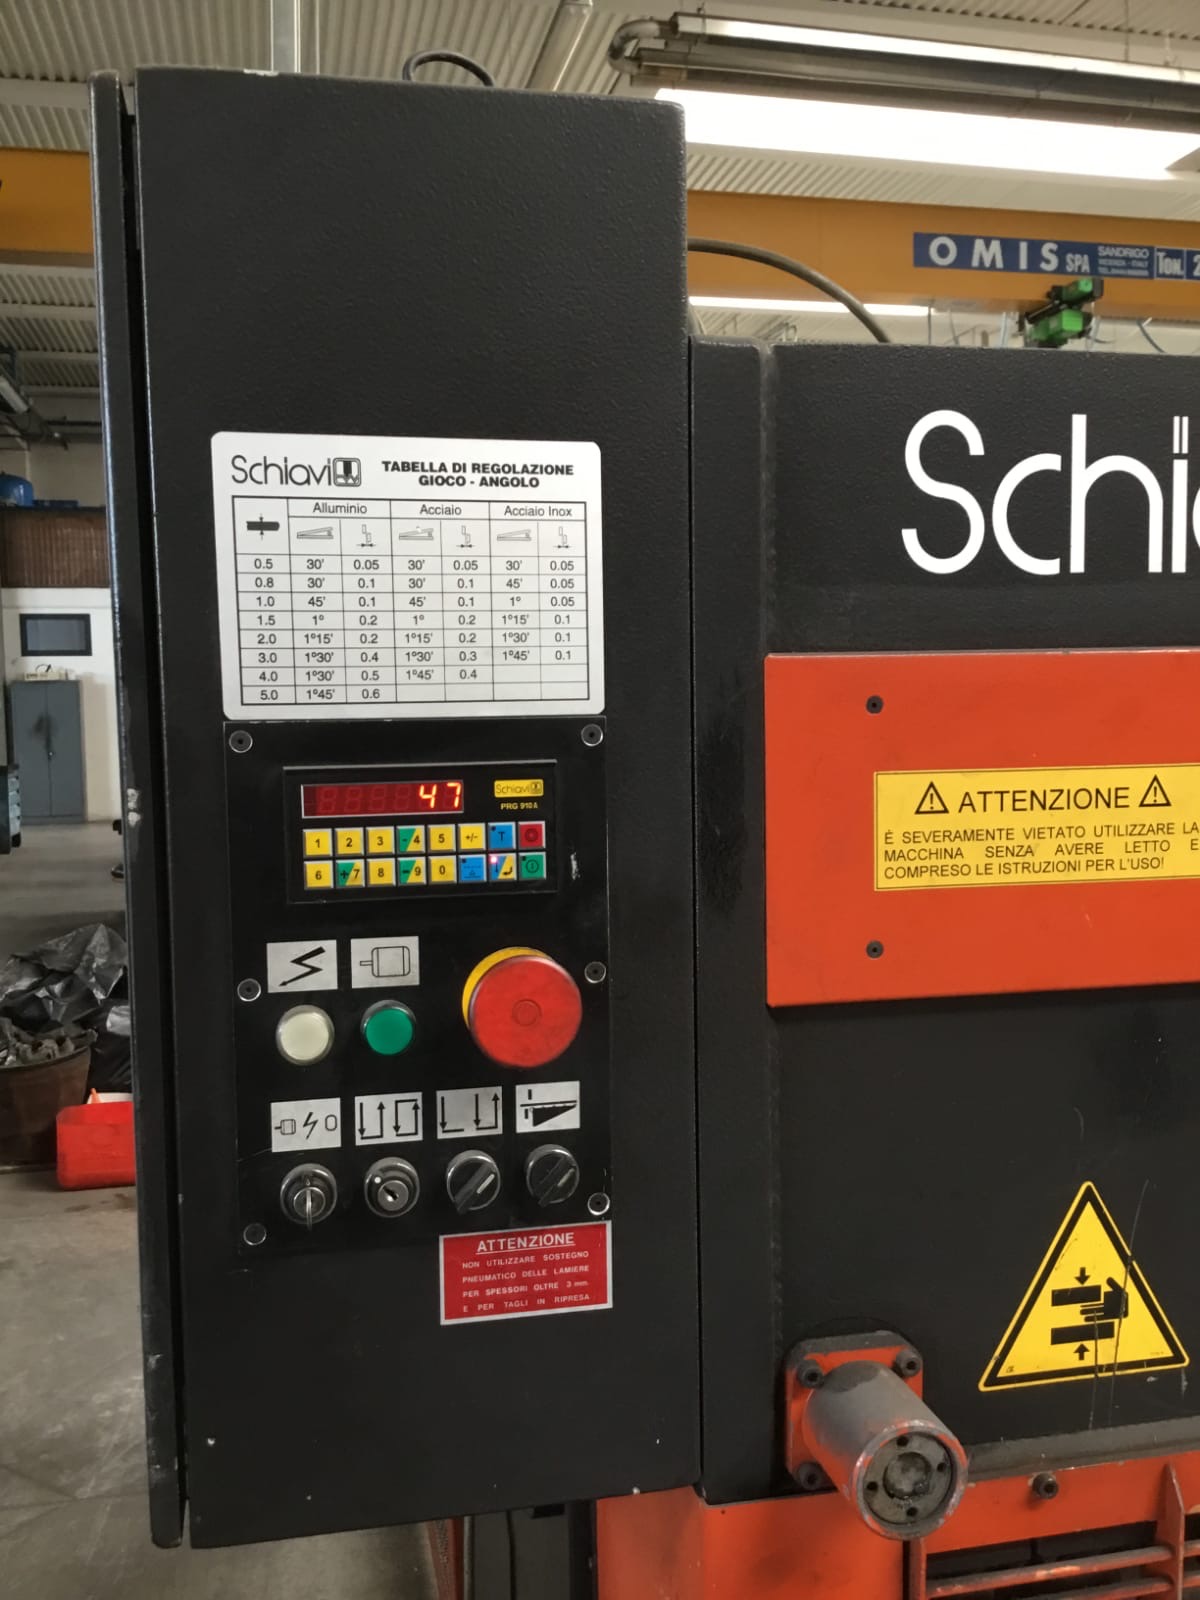 OMIS SPA
SANDRIGO
VICENZA - ITALY
TON. 2
Schiavi
TABELLA DI REGOLAZIONE
GIOCO - ANGOLO
Alluminio Acciaio Acciaio Inox
0.5 30' 0.05 30' 0.05 30' 0.05
0.8 30' 0.1 30' 0.1 45' 0.05
1.0 45' 0.1 45' 0.1 1° 0.05
1.5 1° 0.2 1° 0.2 1°15' 0.1
2.0 1°15' 0.2 1°15' 0.2 1°30' 0.1
3.0 1°30' 0.4 1°30' 0.3 1°45' 0.1
4.0 1°30' 0.5 1°45' 0.4
5.0 1°45' 0.6
Schi
47
Schiavi
PRG 910A
1 2 3 -4 5 +/- T
6 +7 8 -9 0
ATTENZIONE
È SEVERAMENTE VIETATO UTILIZZARE LA
MACCHINA SENZA AVERE LETTO E
COMPRESO LE ISTRUZIONI PER L'USO!
ATTENZIONE
NON UTILIZZARE SOSTEGNO
PNEUMATICO DELLE LAMIERE
PER SPESSORI OLTRE 3 mm.
E PER TAGLI IN RIPRESA